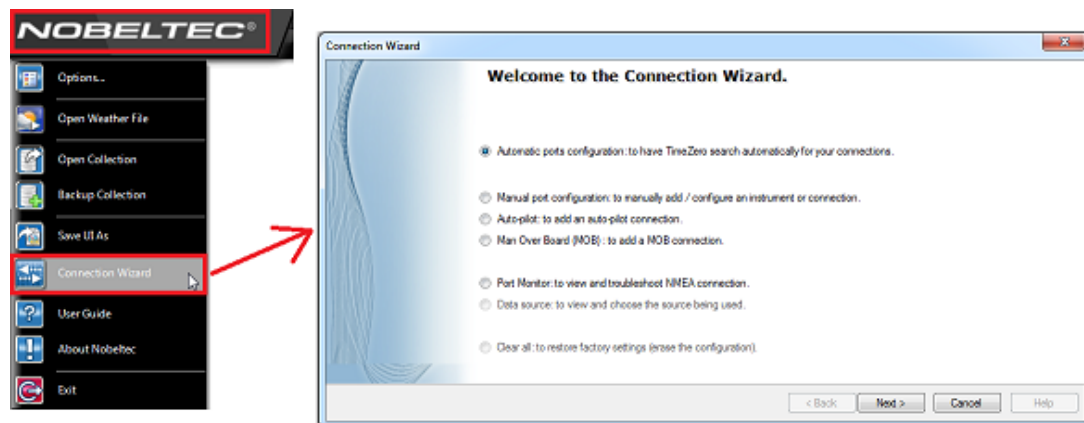 NOBELTEC®
Options...
Open Weather File
Open Collection
Backup Collection
Save UI As
Connection Wizard
User Guide
About Nobeltec
Exit
Connection Wizard
Welcome to the Connection Wizard.
Automatic ports configuration: to have TimeZero search automatically for your connections.
Manual port configuration: to manually add / configure an instrument or connection.
Auto-pilot: to add an auto-pilot connection.
Man Over Board (MOB) : to add a MOB connection.
Port Monitor: to view and troubleshoot NMEA connection.
Data source: to view and choose the source being used.
Clear all: to restore factory settings (erase the configuration).
< Back
Next >
Cancel
Help